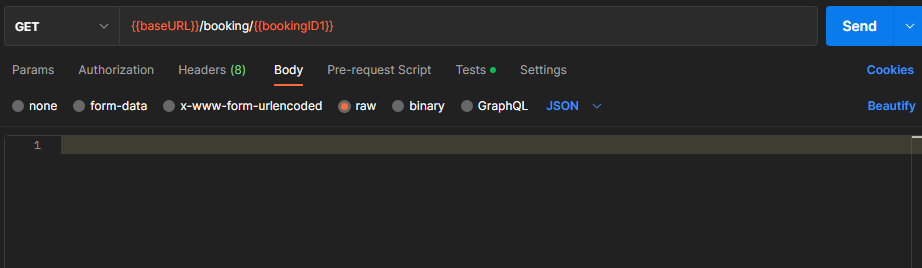 GET {{baseURL}}/booking/{{bookingID1}} Send
Params Authorization Headers (8) Body Pre-request Script Tests Settings Cookies
none form-data x-www-form-urlencoded raw binary GraphQL JSON Beautify
1